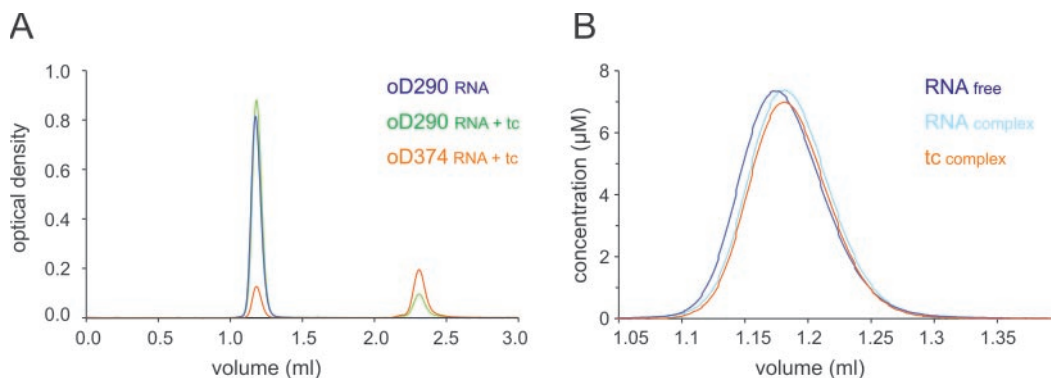 A
optical density
1.0
0.8
0.6
0.4
0.2
0.0
0.0 0.5 1.0 1.5 2.0 2.5 3.0
volume (ml)
oD290 RNA
oD290 RNA + tc
oD374 RNA + tc
B
concentration (µM)
8
6
4
2
0
1.05 1.1 1.15 1.2 1.25 1.3 1.35
volume (ml)
RNA free
RNA complex
tc complex